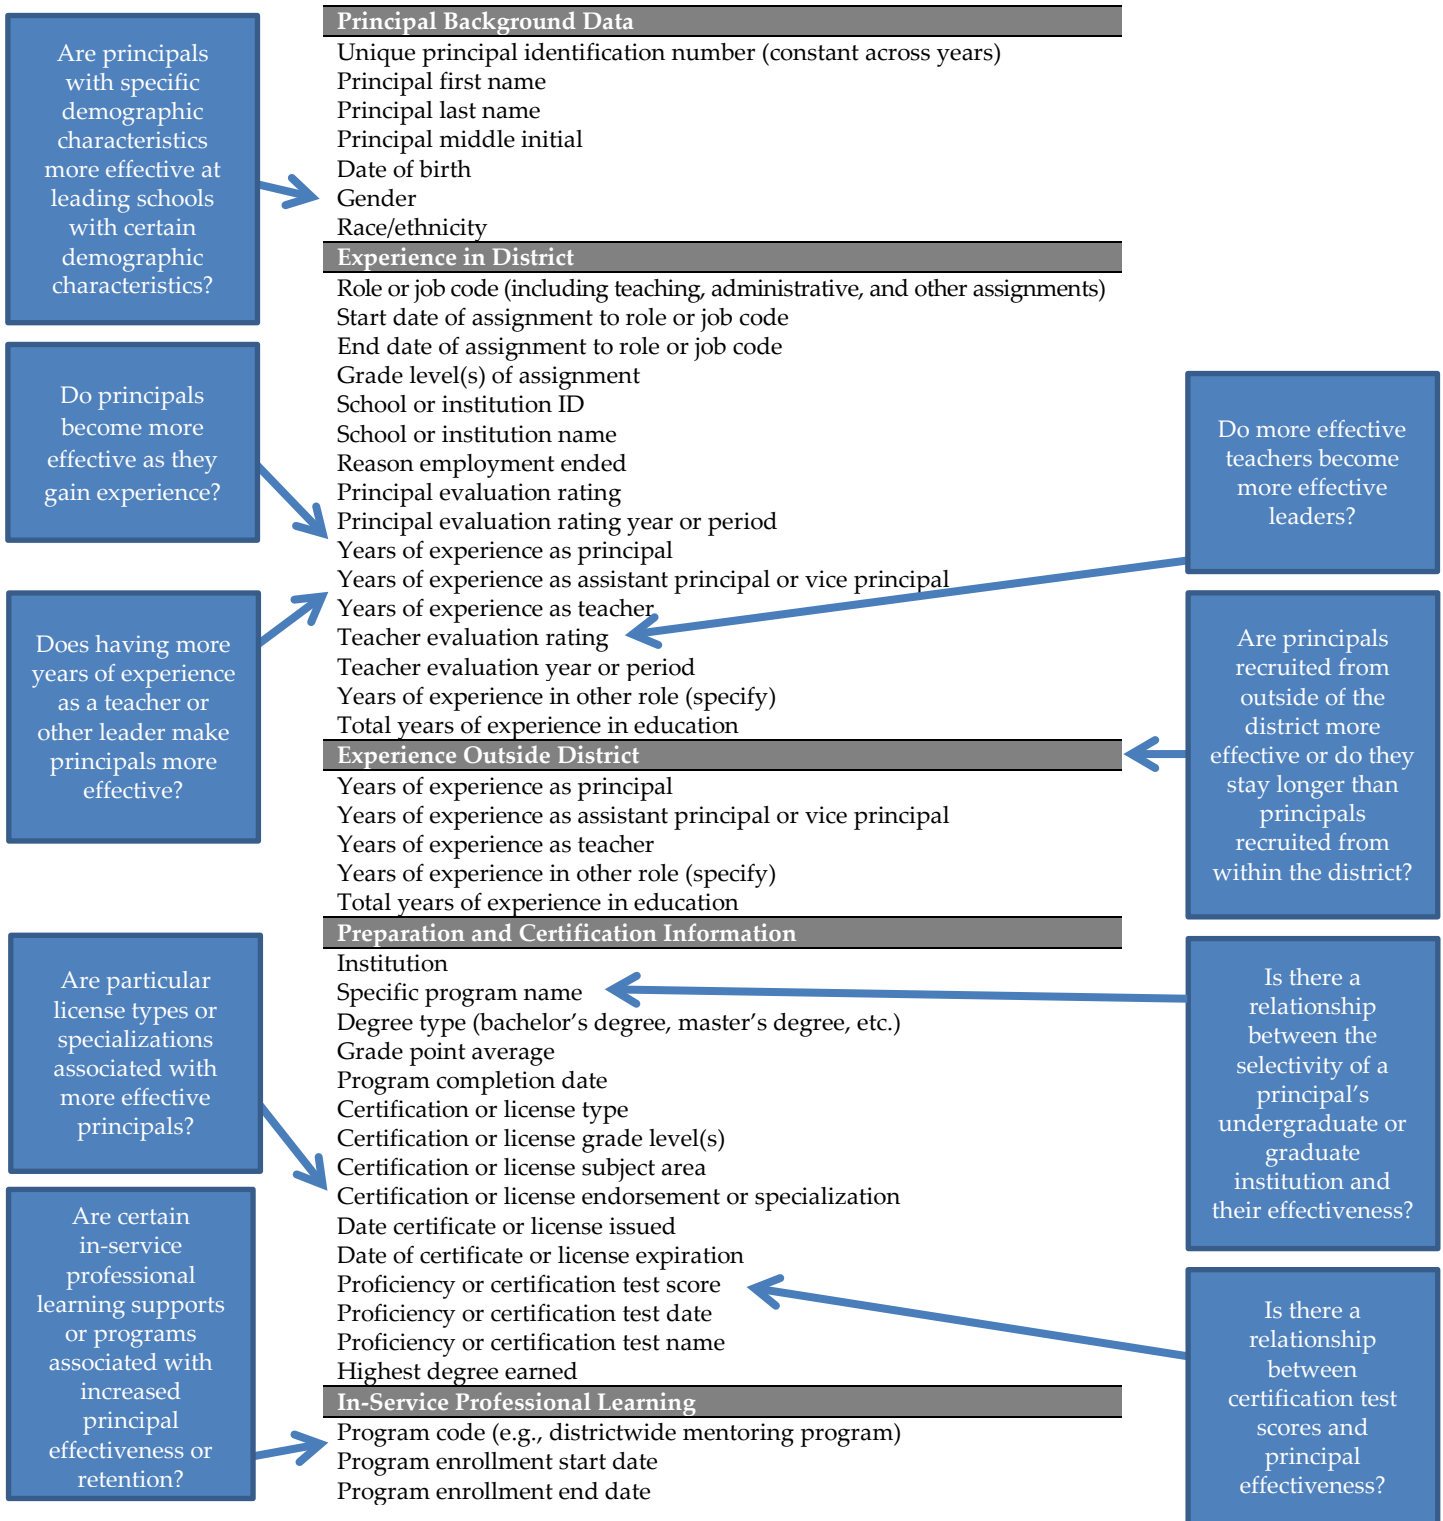 Are principals
with specific
demographic
characteristics
more effective at
leading schools
with certain
demographic
characteristics?
Do principals
become more
effective as they
gain experience?
Does having more
years of experience
as a teacher or
other leader make
principals more
effective?
Are particular
license types or
specializations
associated with
more effective
principals?
Are certain
in-service
professional
learning supports
or programs
associated with
increased
principal
effectiveness or
retention?
Principal Background Data
Unique principal identification number (constant across years)
Principal first name
Principal last name
Principal middle initial
Date of birth
Gender
Race/ethnicity
Experience in District
Role or job code (including teaching, administrative, and other assignments)
Start date of assignment to role or job code
End date of assignment to role or job code
Grade level(s) of assignment
School or institution ID
School or institution name
Reason employment ended
Principal evaluation rating
Principal evaluation rating year or period
Years of experience as principal
Years of experience as assistant principal or vice principal
Years of experience as teacher
Teacher evaluation rating
Teacher evaluation year or period
Years of experience in other role (specify)
Total years of experience in education
Experience Outside District
Years of experience as principal
Years of experience as assistant principal or vice principal
Years of experience as teacher
Years of experience in other role (specify)
Total years of experience in education
Preparation and Certification Information
Institution
Specific program name
Degree type (bachelor's degree, master's degree, etc.)
Grade point average
Program completion date
Certification or license type
Certification or license grade level(s)
Certification or license subject area
Certification or license endorsement or specialization
Date certificate or license issued
Date of certificate or license expiration
Proficiency or certification test score
Proficiency or certification test date
Proficiency or certification test name
Highest degree earned
In-Service Professional Learning
Program code (e.g., districtwide mentoring program)
Program enrollment start date
Program enrollment end date
Do more effective
teachers become
more effective
leaders?
Are principals
recruited from
outside of the
district more
effective or do they
stay longer than
principals
recruited from
within the district?
Is there a
relationship
between the
selectivity of a
principal's
undergraduate or
graduate
institution and
their effectiveness?
Is there a
relationship
between
certification test
scores and
principal
effectiveness?